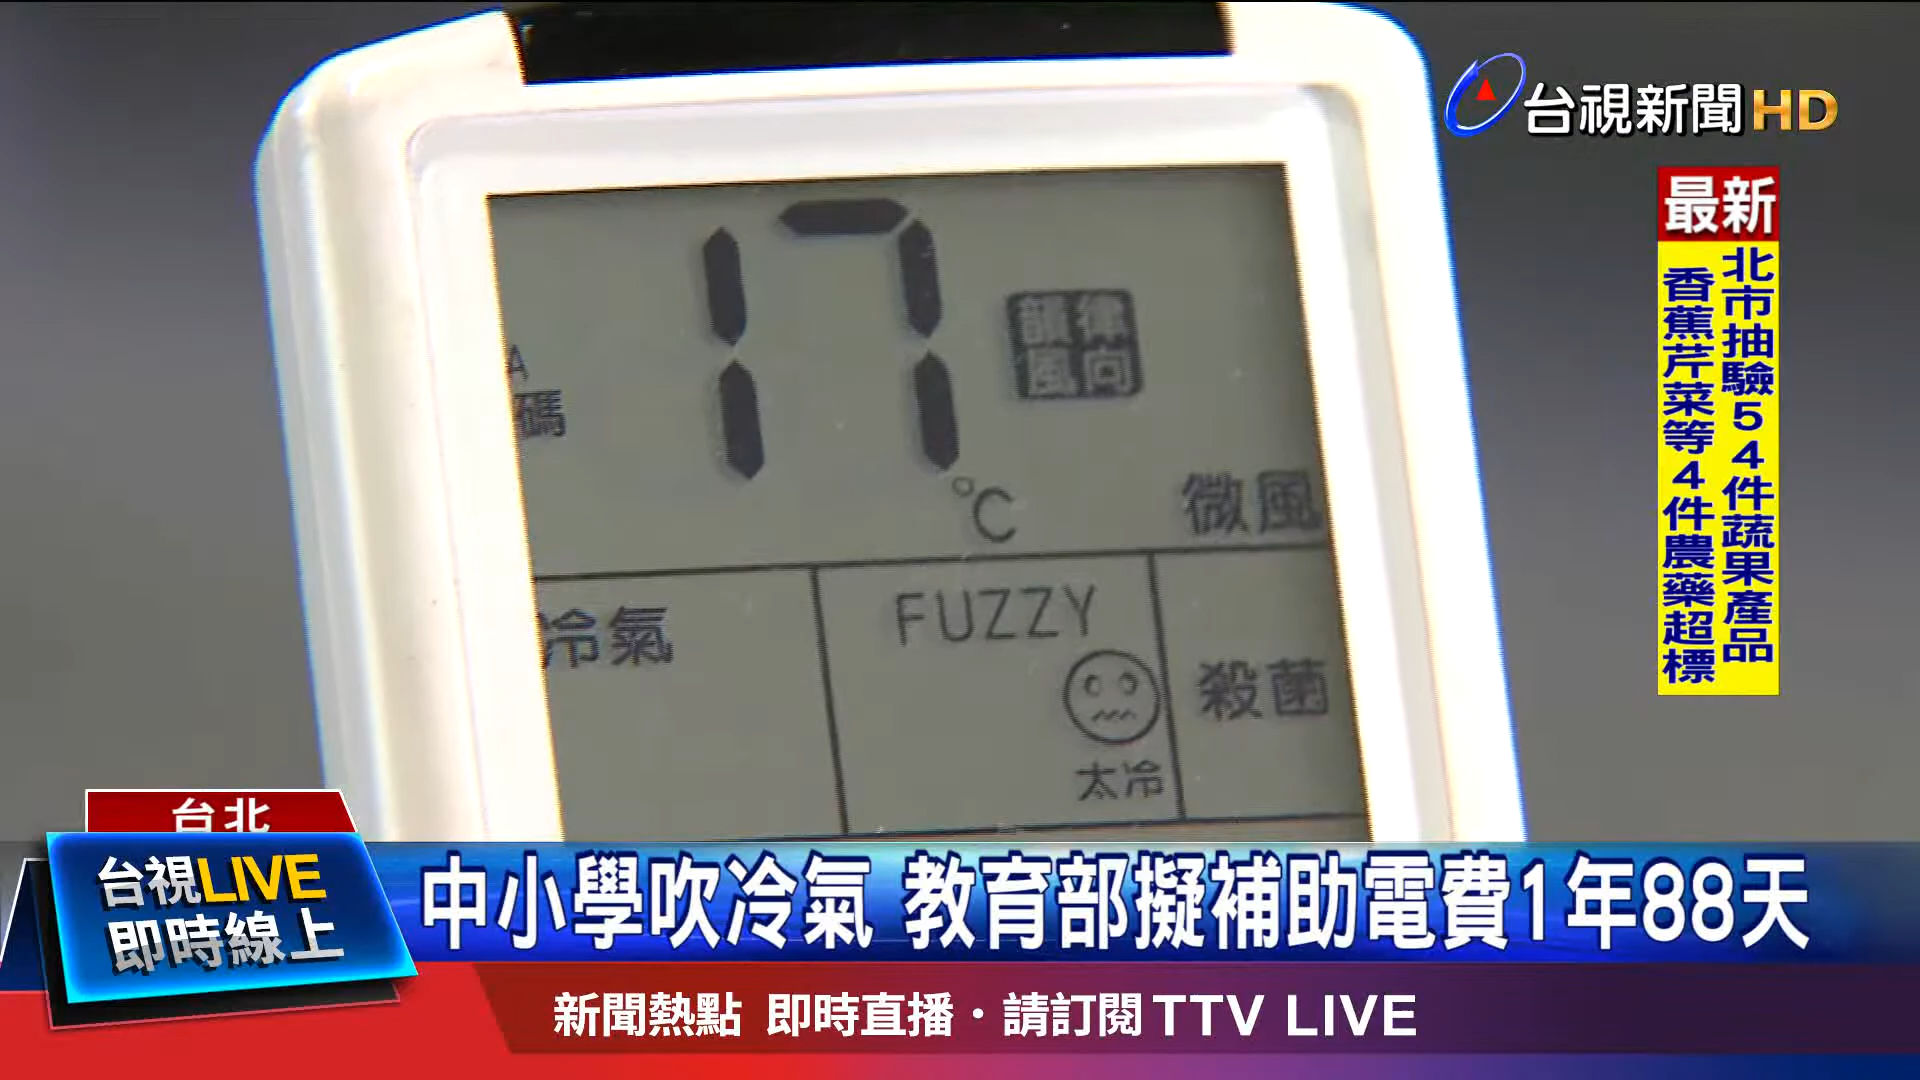 台視新聞HD
最新
北市抽驗54件蔬果產品
香蕉芹菜等4件農藥超標
17
°C
韻律
風向
碼
微風
冷氣
FUZZY
太冷
殺菌
台北
台視LIVE
即時線上
中小學吹冷氣 教育部擬補助電費1年88天
新聞熱點 即時直播・請訂閱TTV LIVE